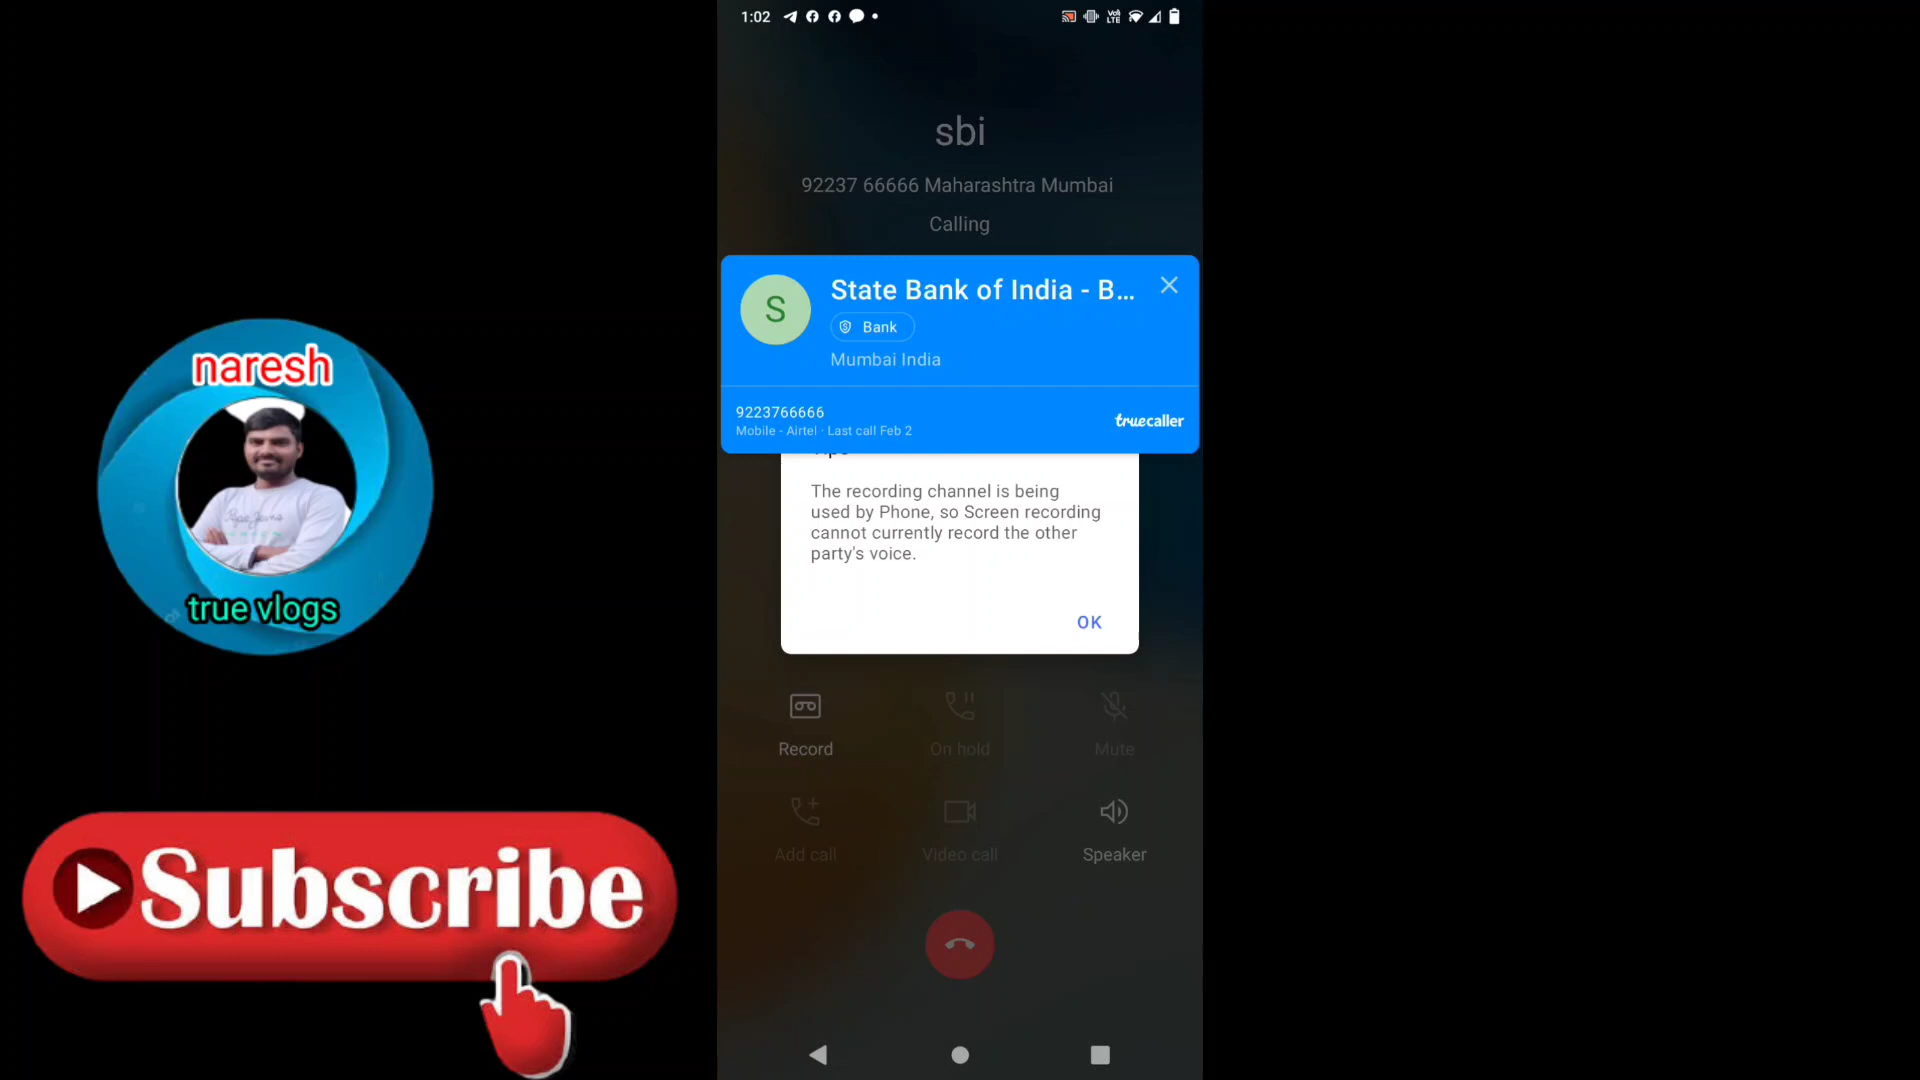 1:02
Vo))
LTE
sbi
92237 66666 Maharashtra Mumbai
Calling
S
State Bank of India - B...
Bank
Mumbai India
9223766666
Mobile - Airtel · Last call Feb 2
truecaller
The recording channel is being
used by Phone, so Screen recording
cannot currently record the other
party's voice.
OK
Record
On hold
Mute
Add call
Video call
Speaker
naresh
true vlogs
Subscribe